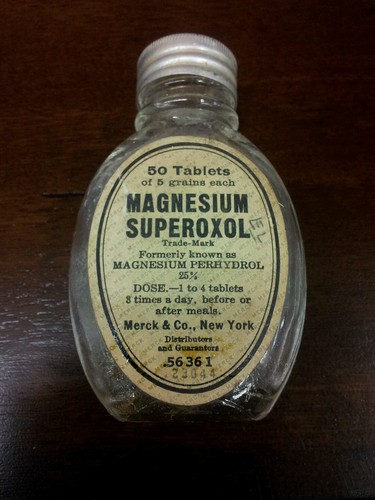 50 Tablets
of 5 grains each
MAGNESIUM
SUPEROXOL
Trade-Mark
Formerly known as
MAGNESIUM PERHYDROL
25%
DOSE.—1 to 4 tablets
3 times a day, before or
after meals.
Merck & Co., New York
Distributors
and Guarantors
.56361
23044